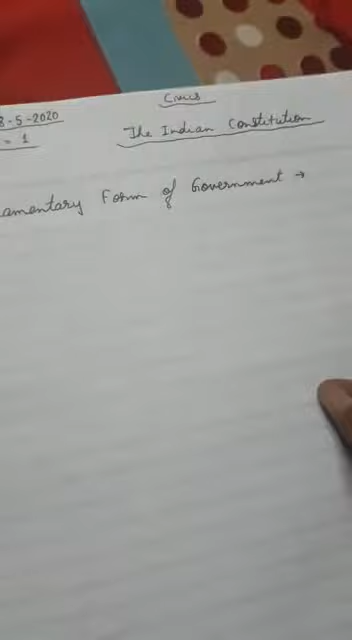 Civics
8-5-2020
The Indian Constitution
= 1
amentary Form of Government →